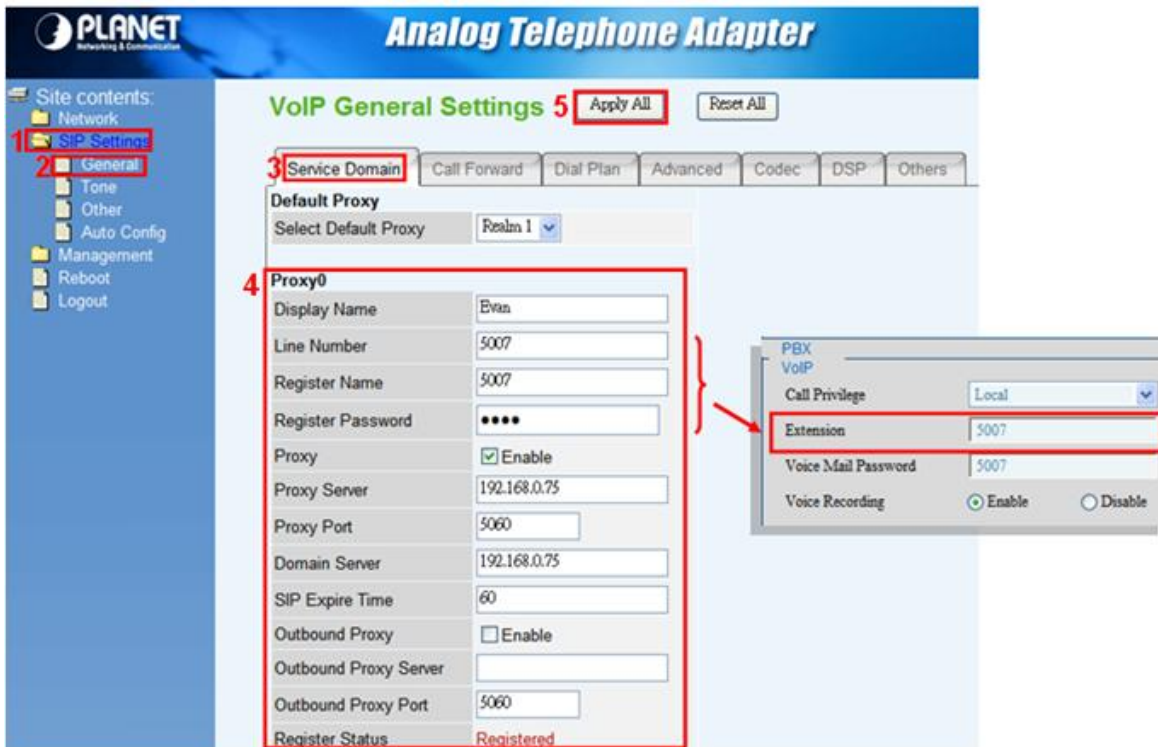 PLANET
Networking & Communication
Analog Telephone Adapter
Site contents:
Network
1 SIP Settings
2 General
Tone
Other
Auto Config
Management
Reboot
Logout
VoIP General Settings 5 Apply All Reset All
3 Service Domain Call Forward Dial Plan Advanced Codec DSP Others
Default Proxy
Select Default Proxy Realm 1
4 Proxy0
Display Name Evan
Line Number 5007
Register Name 5007
Register Password ●●●●
Proxy Enable
Proxy Server 192.168.0.75
Proxy Port 5060
Domain Server 192.168.0.75
SIP Expire Time 60
Outbound Proxy Enable
Outbound Proxy Server
Outbound Proxy Port 5060
Register Status Registered
PBX
VoIP
Call Privilege Local
Extension 5007
Voice Mail Password 5007
Voice Recording Enable Disable